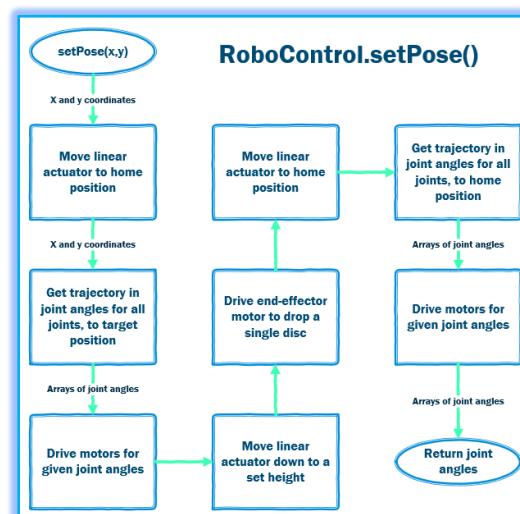 setPose(x,y)
RoboControl.setPose()
X and y coordinates
Move linear
actuator to home
position
X and y coordinates
Get trajectory in
joint angles for all
joints, to target
position
Arrays of joint angles
Drive motors for
given joint angles
Move linear
actuator down to a
set height
Drive end-effector
motor to drop a
single disc
Move linear
actuator to home
position
Get trajectory in
joint angles for all
joints, to home
position
Arrays of joint angles
Drive motors for
given joint angles
Arrays of joint angles
Return joint
angles